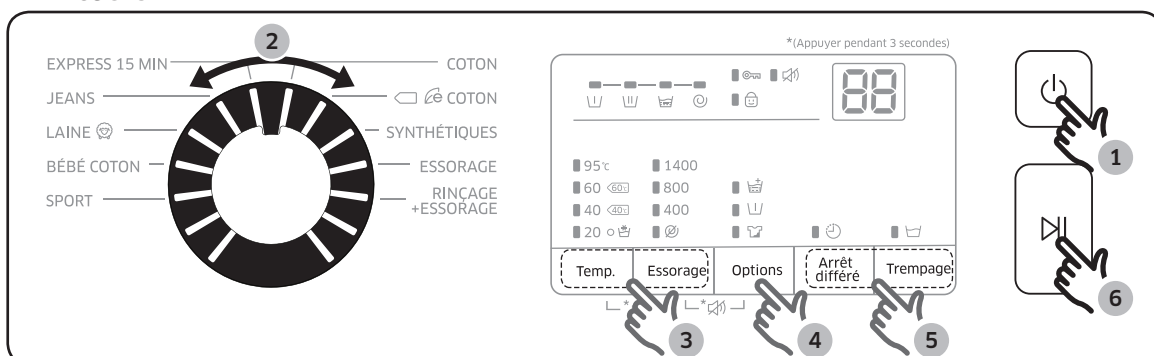 *(Appuyer pendant 3 secondes)
2
EXPRESS 15 MIN
COTON
JEANS
COTON
LAINE
SYNTHÉTIQUES
BÉBÉ COTON
ESSORAGE
SPORT
RINÇAGE
+ESSORAGE
88
95℃ 1400
60 60℃ 800
40 40℃ 400
20
Temp. Essorage Options Arrêt différé Trempage
* *
3 4 5
1
6